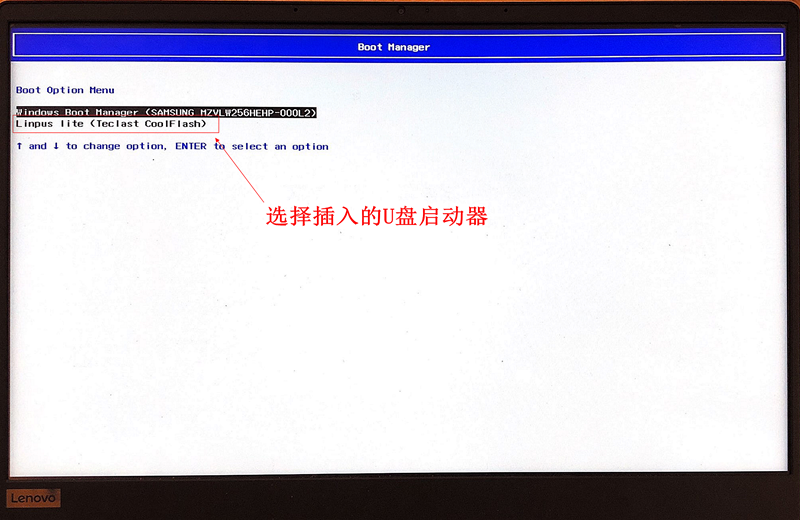 Boot Manager
Boot Option Menu
Windows Boot Manager (SAMSUNG MZVLW256HEHP-000L2)
Linpus lite (Teclast CoolFlash)
↑ and ↓ to change option, ENTER to select an option
选择插入的U盘启动器
Lenovo